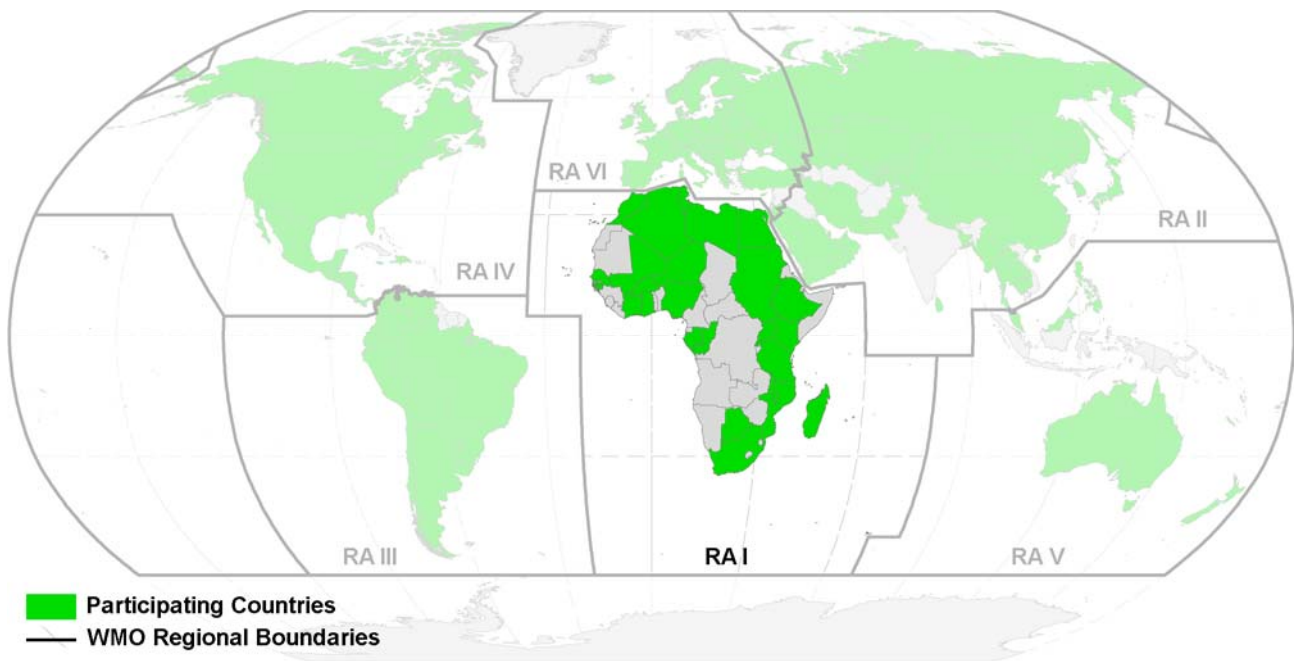 RA VI
RA II
RA IV
RA III
RA I
RA V
Participating Countries
WMO Regional Boundaries